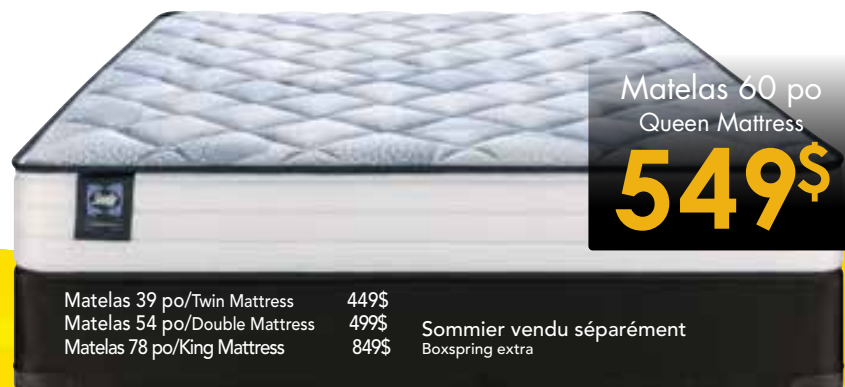 Matelas 60 po
Queen Mattress
549$
Matelas 39 po/Twin Mattress 449$
Matelas 54 po/Double Mattress 499$
Matelas 78 po/King Mattress 849$
Sommier vendu séparément
Boxspring extra
Sealy